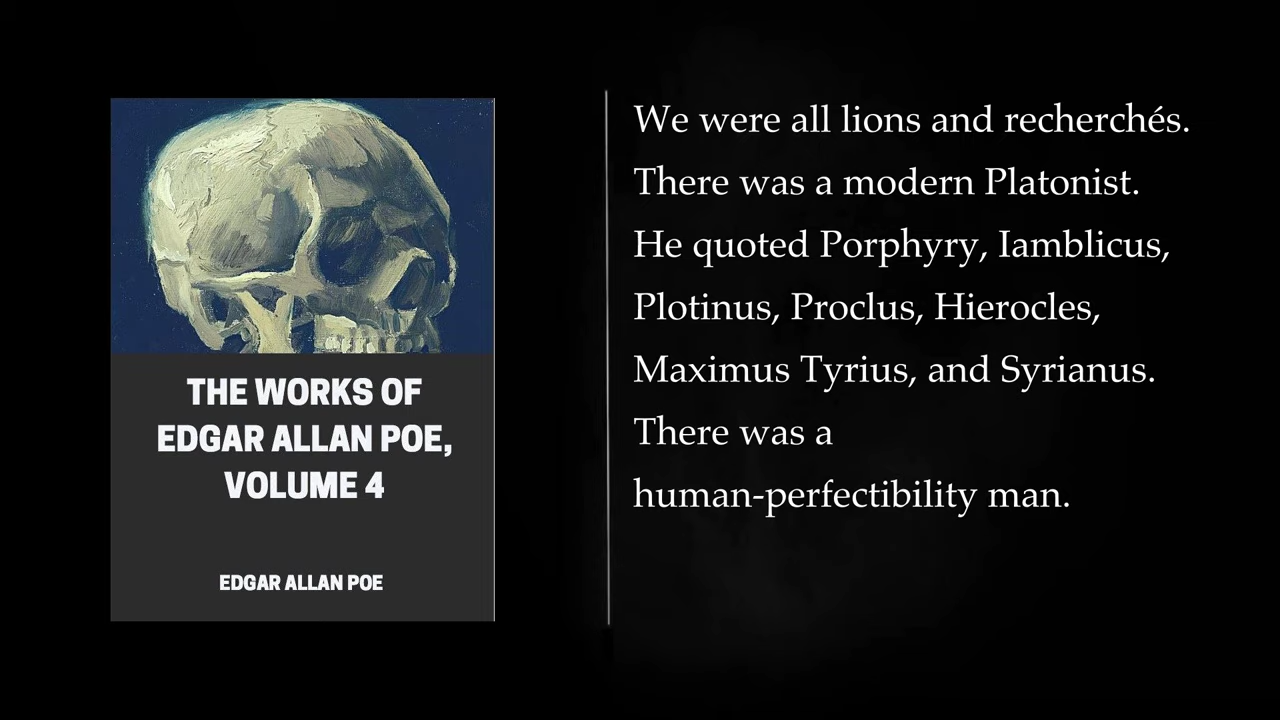 THE WORKS OF
EDGAR ALLAN POE,
VOLUME 4
EDGAR ALLAN POE
We were all lions and recherchés.
There was a modern Platonist.
He quoted Porphyry, Iamblicus,
Plotinus, Proclus, Hierocles,
Maximus Tyrius, and Syrianus.
There was a
human-perfectibility man.